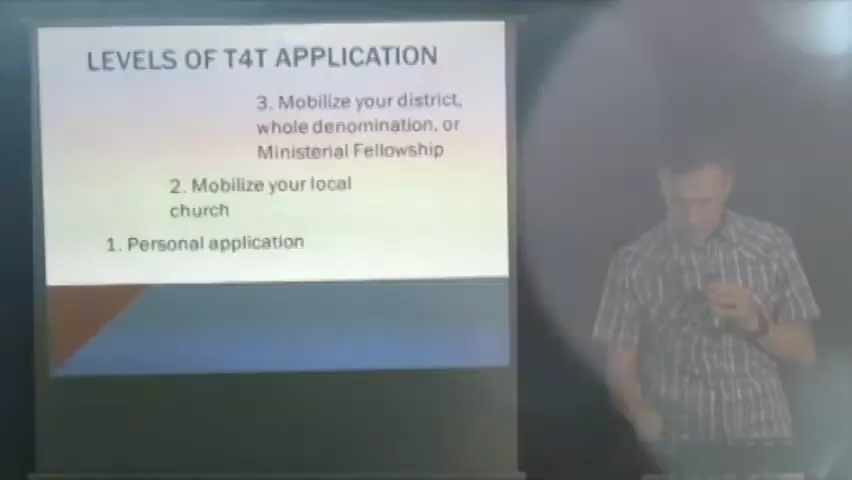 LEVELS OF T4T APPLICATION
3. Mobilize your district,
whole denomination, or
Ministerial Fellowship
2. Mobilize your local
church
1. Personal application